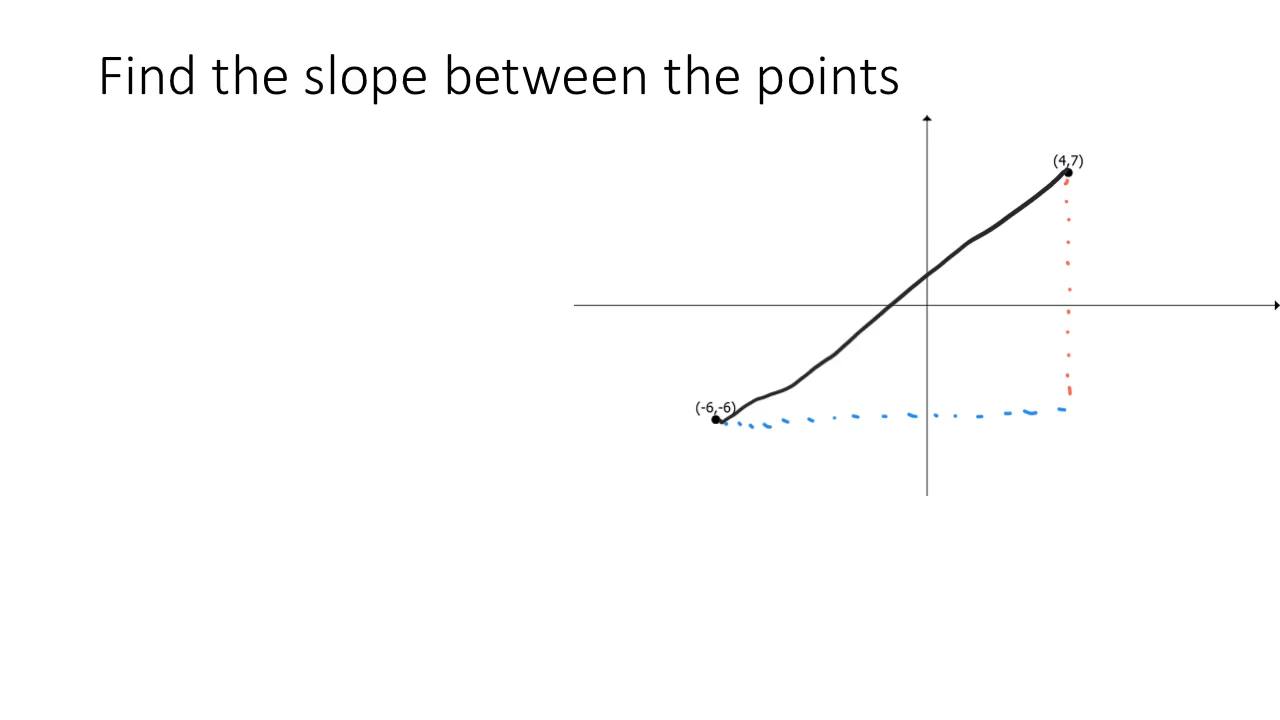 Find the slope between the points
(4,7)
(-6,-6)